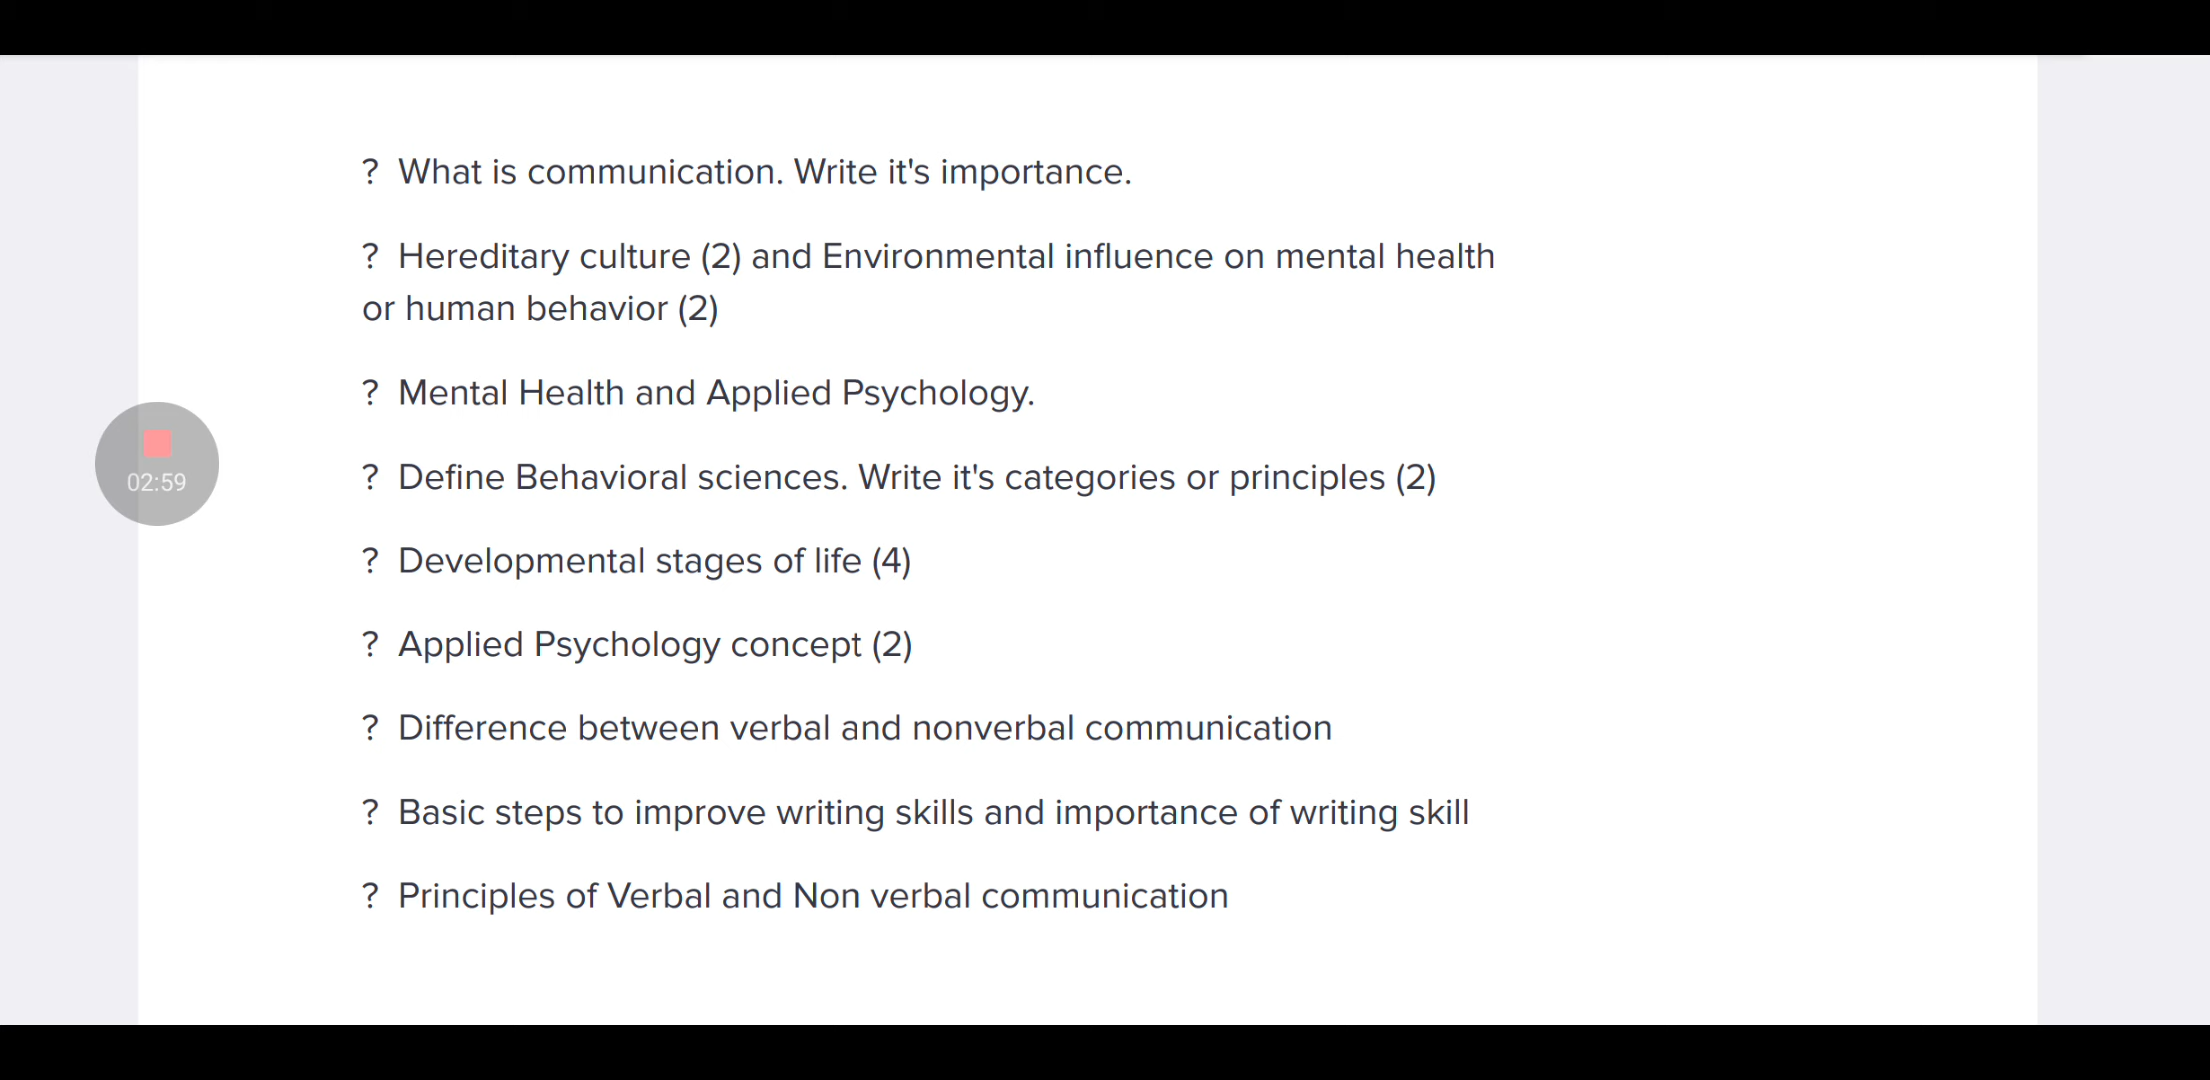 ? What is communication. Write it's importance.
? Hereditary culture (2) and Environmental influence on mental health
or human behavior (2)
? Mental Health and Applied Psychology.
? Define Behavioral sciences. Write it's categories or principles (2)
02:59
? Developmental stages of life (4)
? Applied Psychology concept (2)
? Difference between verbal and nonverbal communication
? Basic steps to improve writing skills and importance of writing skill
? Principles of Verbal and Non verbal communication